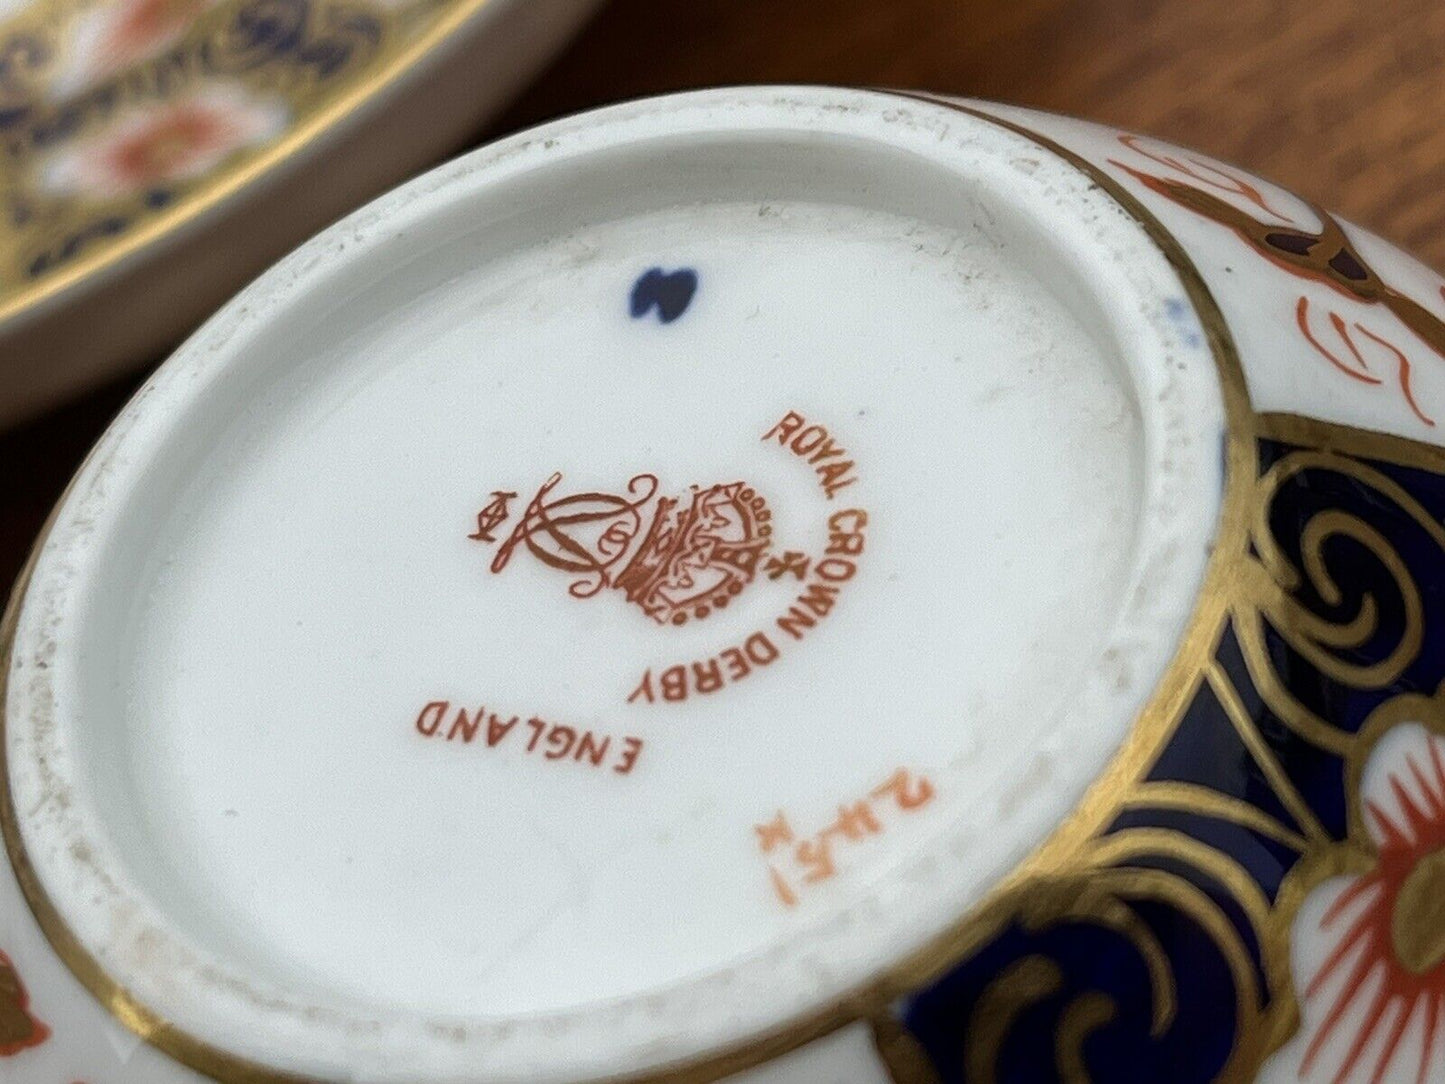 ROYAL CROWN DERBY
ENGLAND
2451